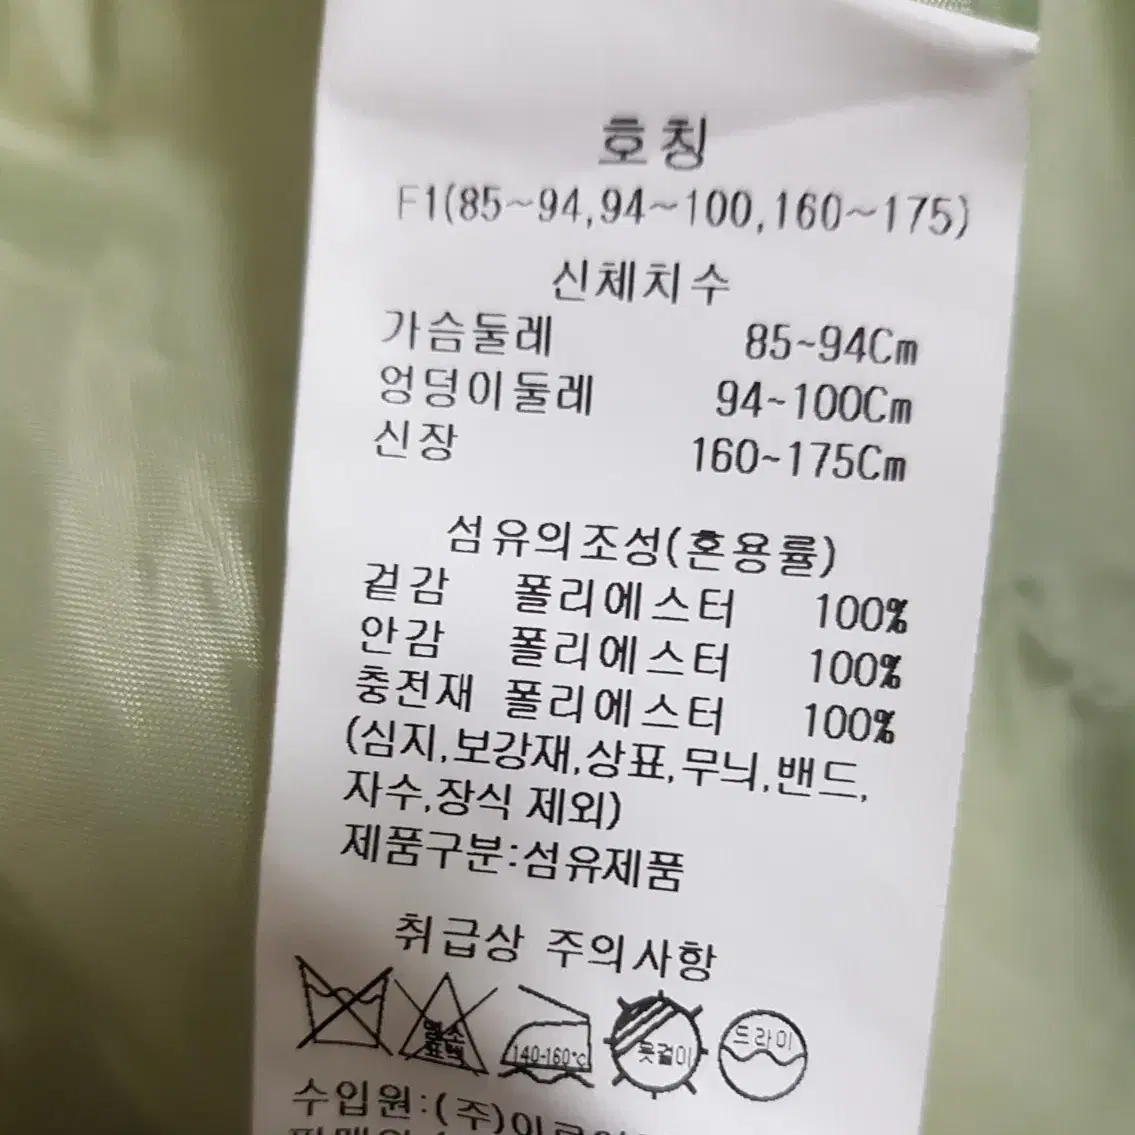 호칭
F1(85~94,94~100,160~175)
신체치수
가슴둘레 85~94Cm
엉덩이둘레 94~100Cm
신장 160~175Cm
섬유의조성(혼용률)
겉감 폴리에스터 100%
안감 폴리에스터 100%
충전재 폴리에스터 100%
(심지,보강재,상표,무늬,밴드,
자수,장식 제외)
제품구분:섬유제품
취급상 주의사항
염소
표백
140-160℃
옷걸이
드라이
수입원:(주)